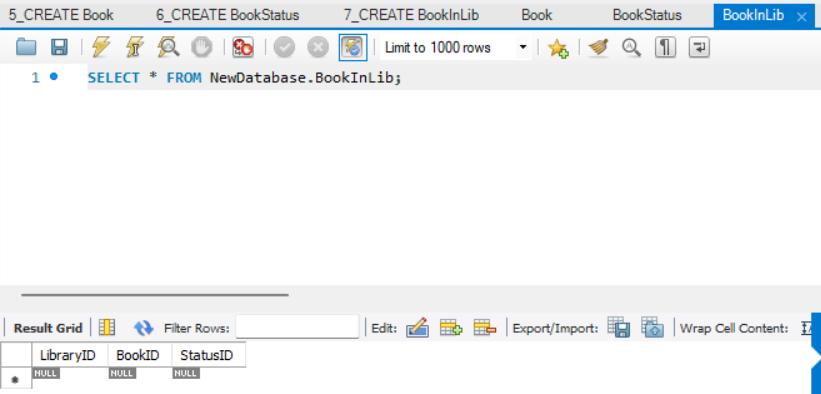 5_CREATE Book 6_CREATE BookStatus 7_CREATE BookInLib Book BookStatus BookInLib ×
Limit to 1000 rows
1 SELECT * FROM NewDatabase.BookInLib;
Result Grid Filter Rows: Edit: Export/Import: Wrap Cell Content:
LibraryID BookID StatusID
NULL NULL NULL